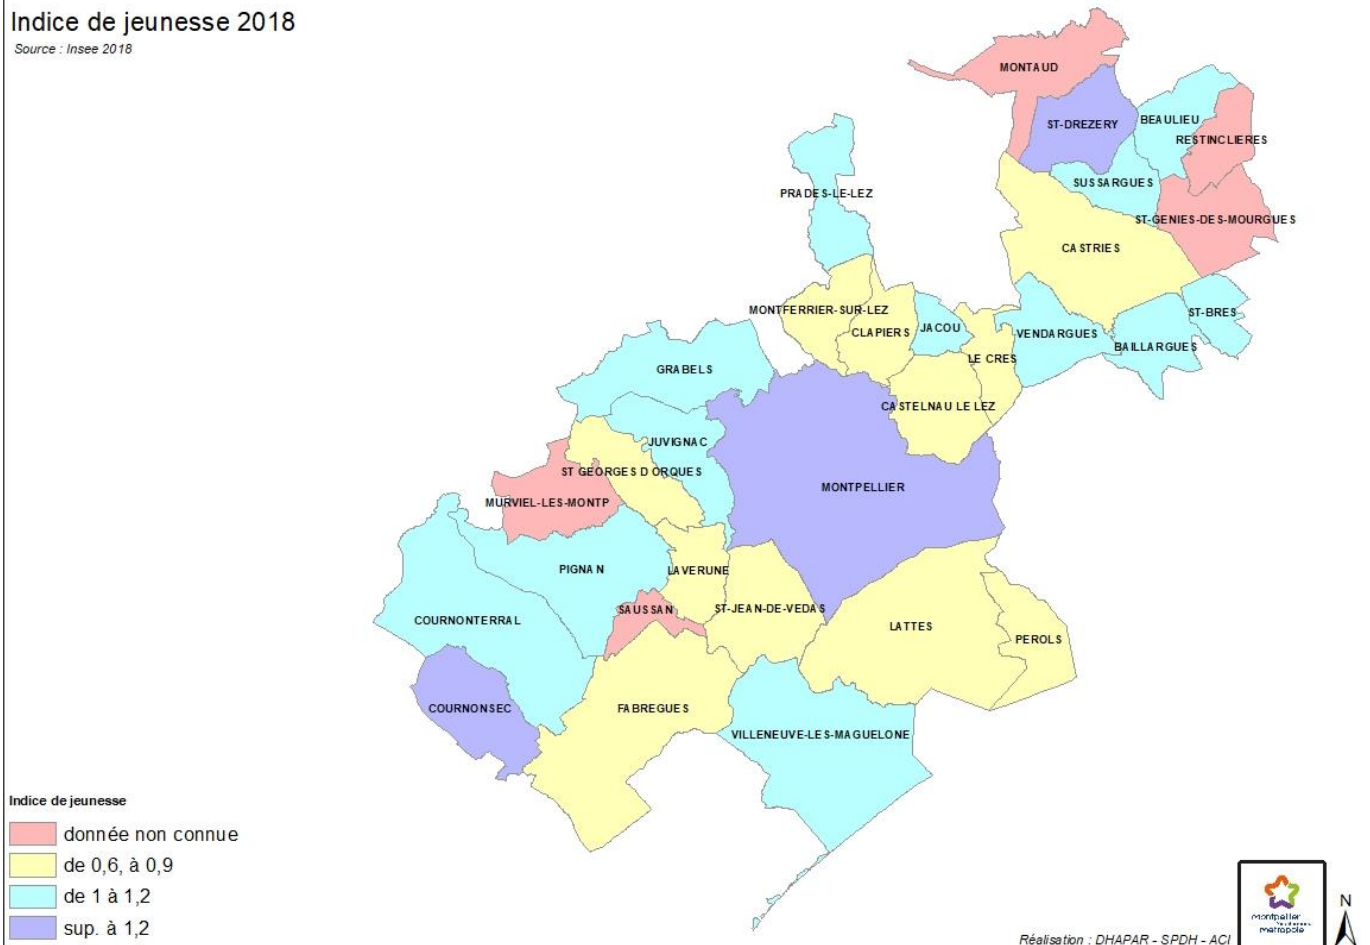 Indice de jeunesse 2018
Source : Insee 2018
MONTAUD
ST-DREZERY
BEAULIEU
RESTINCLIERES
SUSSARGUES
PRADES-LE-LEZ
ST-GENIES-DES-MOURGUES
CASTRIES
MONTFERRIER-SUR-LEZ
CLAPIERS
JACOU
ST-BRES
VENDARGUES
BAILLARGUES
LE CRES
GRABELS
CASTELNAU LE LEZ
JUVIGNAC
ST GEORGES D ORQUES
MONTPELLIER
MURVIEL-LES-MONTP
PIGNAN
LAVERUNE
SAUSSAN
ST-JEAN-DE-VEDAS
COURNONTERRAL
LATTES
PEROLS
COURNONSEC
FABREGUES
VILLENEUVE-LES-MAGUELONE
Indice de jeunesse
donnée non connue
de 0,6, à 0,9
de 1 à 1,2
sup. à 1,2
montpellier
métropole
N
Réalisation : DHAPAR - SPDH - ACI